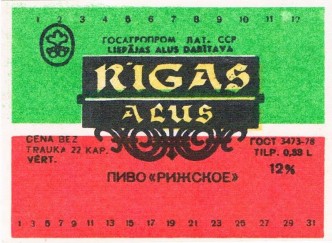 1 2 3 4 5 6 7 8 9 10 11 12
ГОСАГРОПРОМ ЛАТ. ССР
LIEPĀJAS ALUS DARĪTAVA
RĪGAS
ALUS
CENA BEZ
TRAUKA 22 KAP.
VĒRT.
ГОСТ 3473-78
TILP. 0,33 L
12%
ПИВО «РИЖСКОЕ»
1 3 5 7 9 11 13 15 17 19 21 23 25 27 29 31